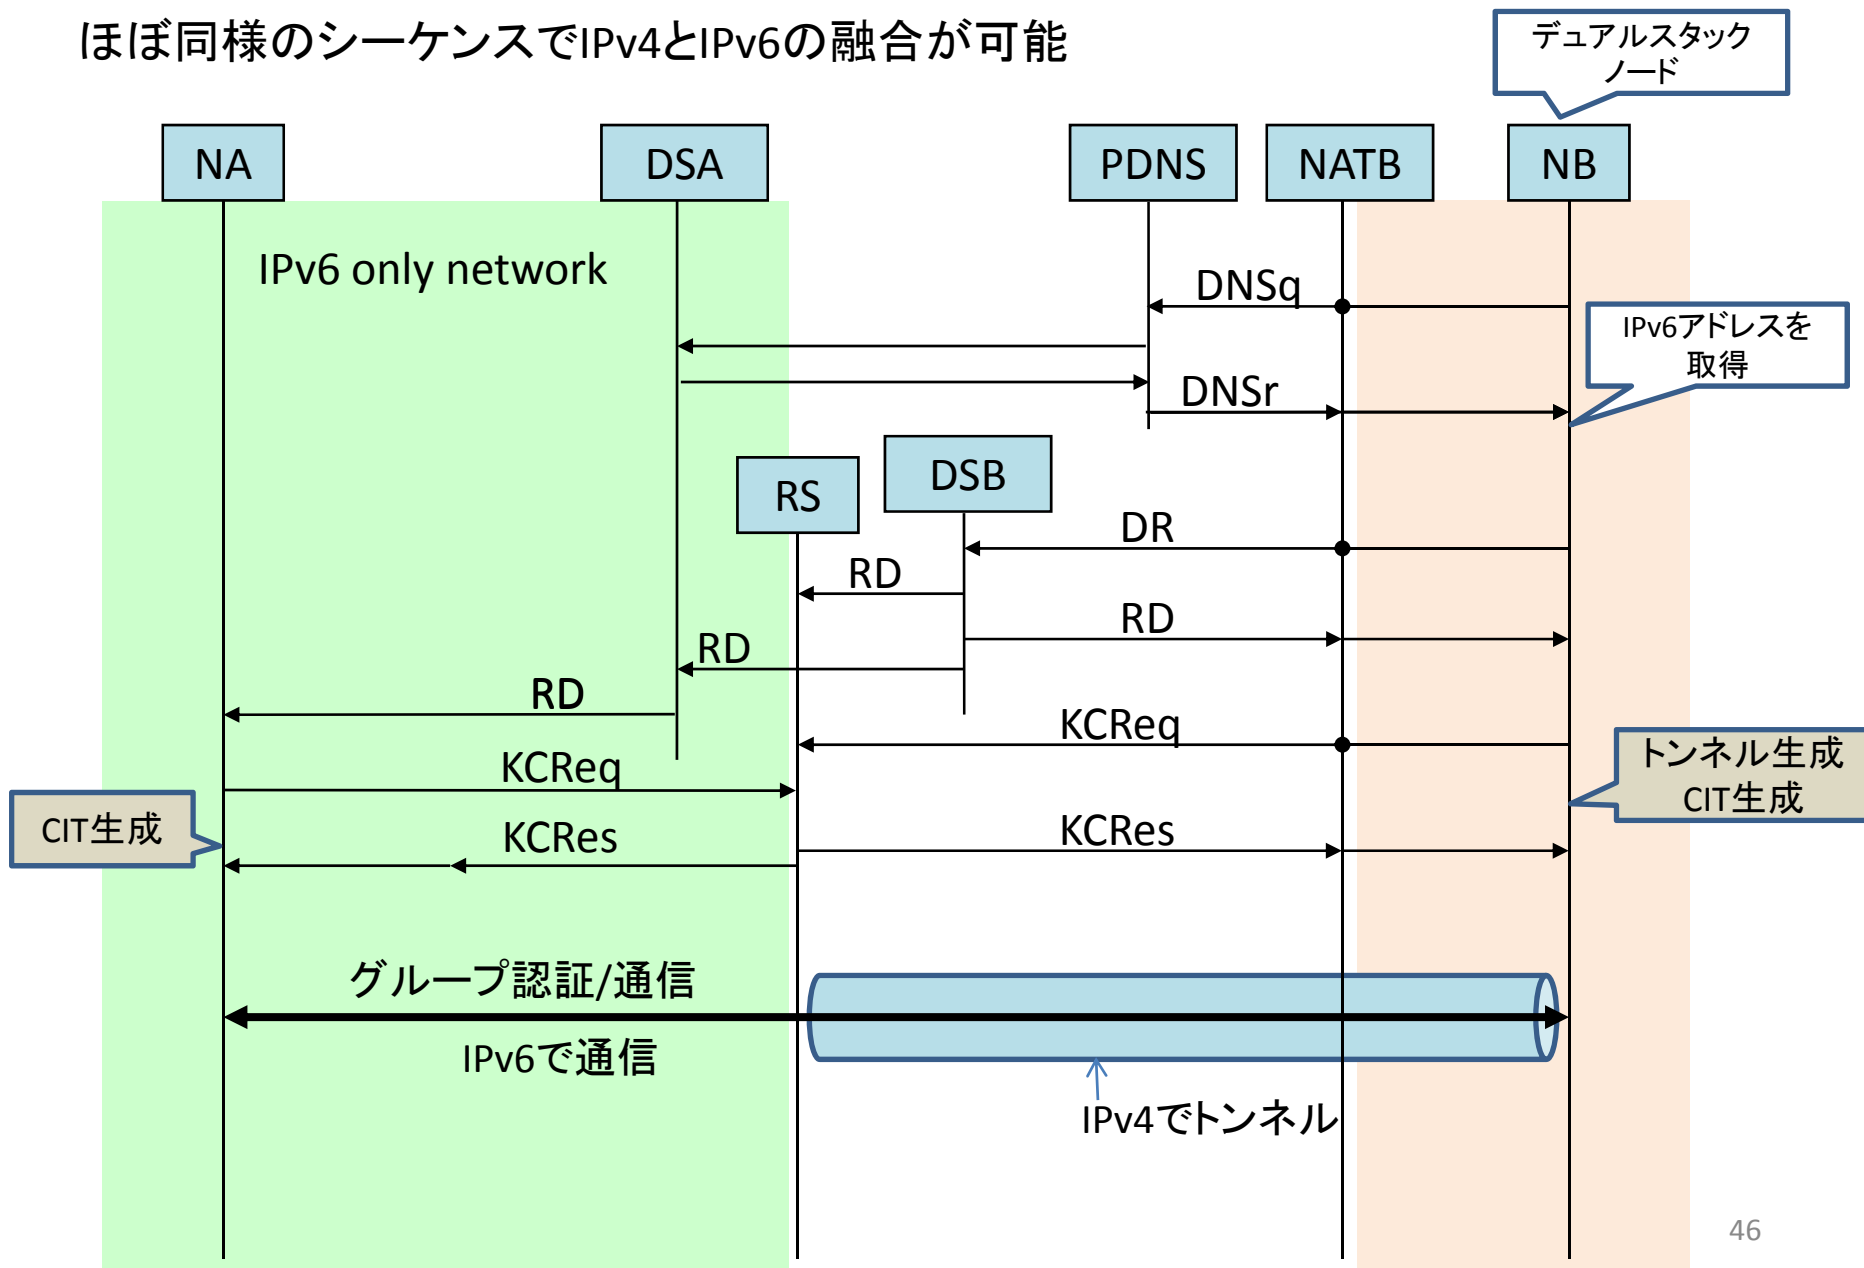 ほぼ同様のシーケンスでIPv4とIPv6の融合が可能
デュアルスタック
ノード
NA
DSA
PDNS
NATB
NB
IPv6 only network
DNSq
IPv6アドレスを
取得
DNSr
DSB
RS
DR
RD
RD
RD
RD
KCReq
KCReq
トンネル生成
CIT生成
CIT生成
KCRes
KCRes
グループ認証/通信
IPv6で通信
IPv4でトンネル
46